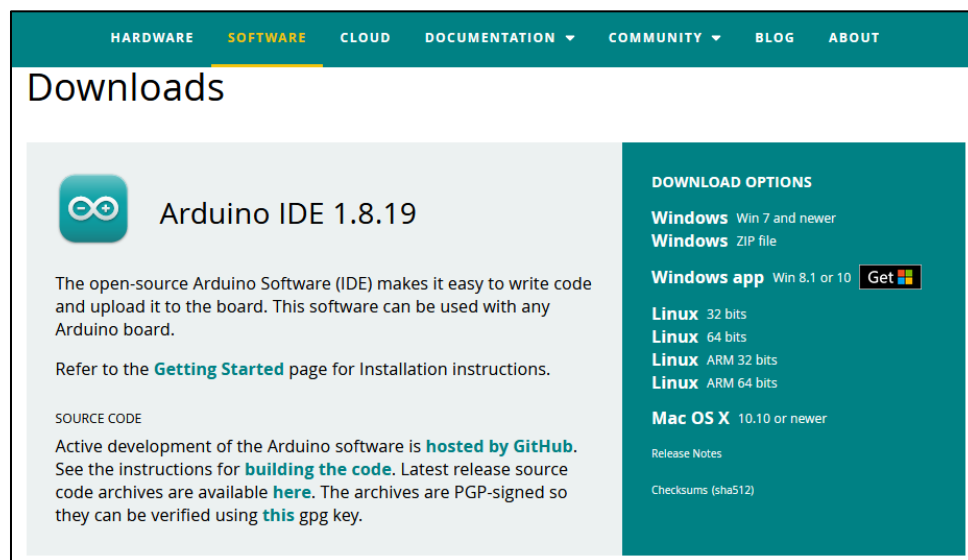 HARDWARE SOFTWARE CLOUD DOCUMENTATION COMMUNITY BLOG ABOUT
Downloads
Arduino IDE 1.8.19
The open-source Arduino Software (IDE) makes it easy to write code
and upload it to the board. This software can be used with any
Arduino board.
Refer to the Getting Started page for Installation instructions.
SOURCE CODE
Active development of the Arduino software is hosted by GitHub.
See the instructions for building the code. Latest release source
code archives are available here. The archives are PGP-signed so
they can be verified using this gpg key.
DOWNLOAD OPTIONS
Windows Win 7 and newer
Windows ZIP file
Windows app Win 8.1 or 10 Get
Linux 32 bits
Linux 64 bits
Linux ARM 32 bits
Linux ARM 64 bits
Mac OS X 10.10 or newer
Release Notes
Checksums (sha512)